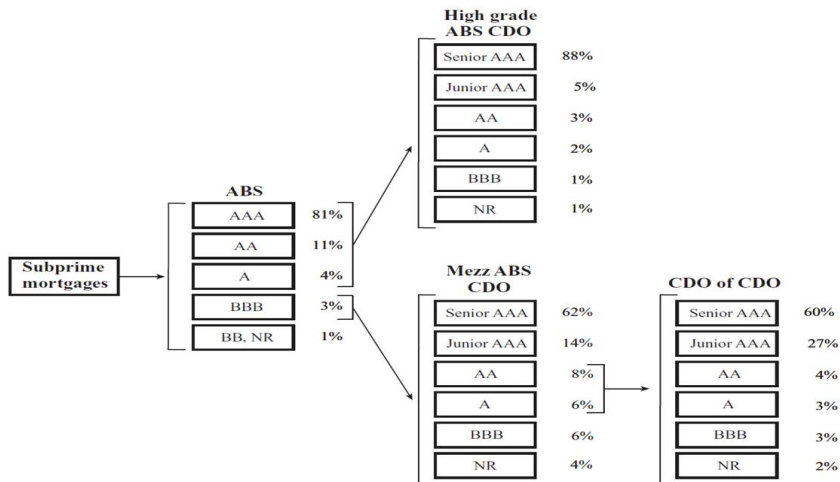 High grade
ABS CDO
Senior AAA 88%
Junior AAA 5%
AA 3%
A 2%
BBB 1%
NR 1%
ABS
AAA 81%
AA 11%
A 4%
BBB 3%
BB, NR 1%
Subprime
mortgages
Mezz ABS
CDO
Senior AAA 62%
Junior AAA 14%
AA 8%
A 6%
BBB 6%
NR 4%
CDO of CDO
Senior AAA 60%
Junior AAA 27%
AA 4%
A 3%
BBB 3%
NR 2%